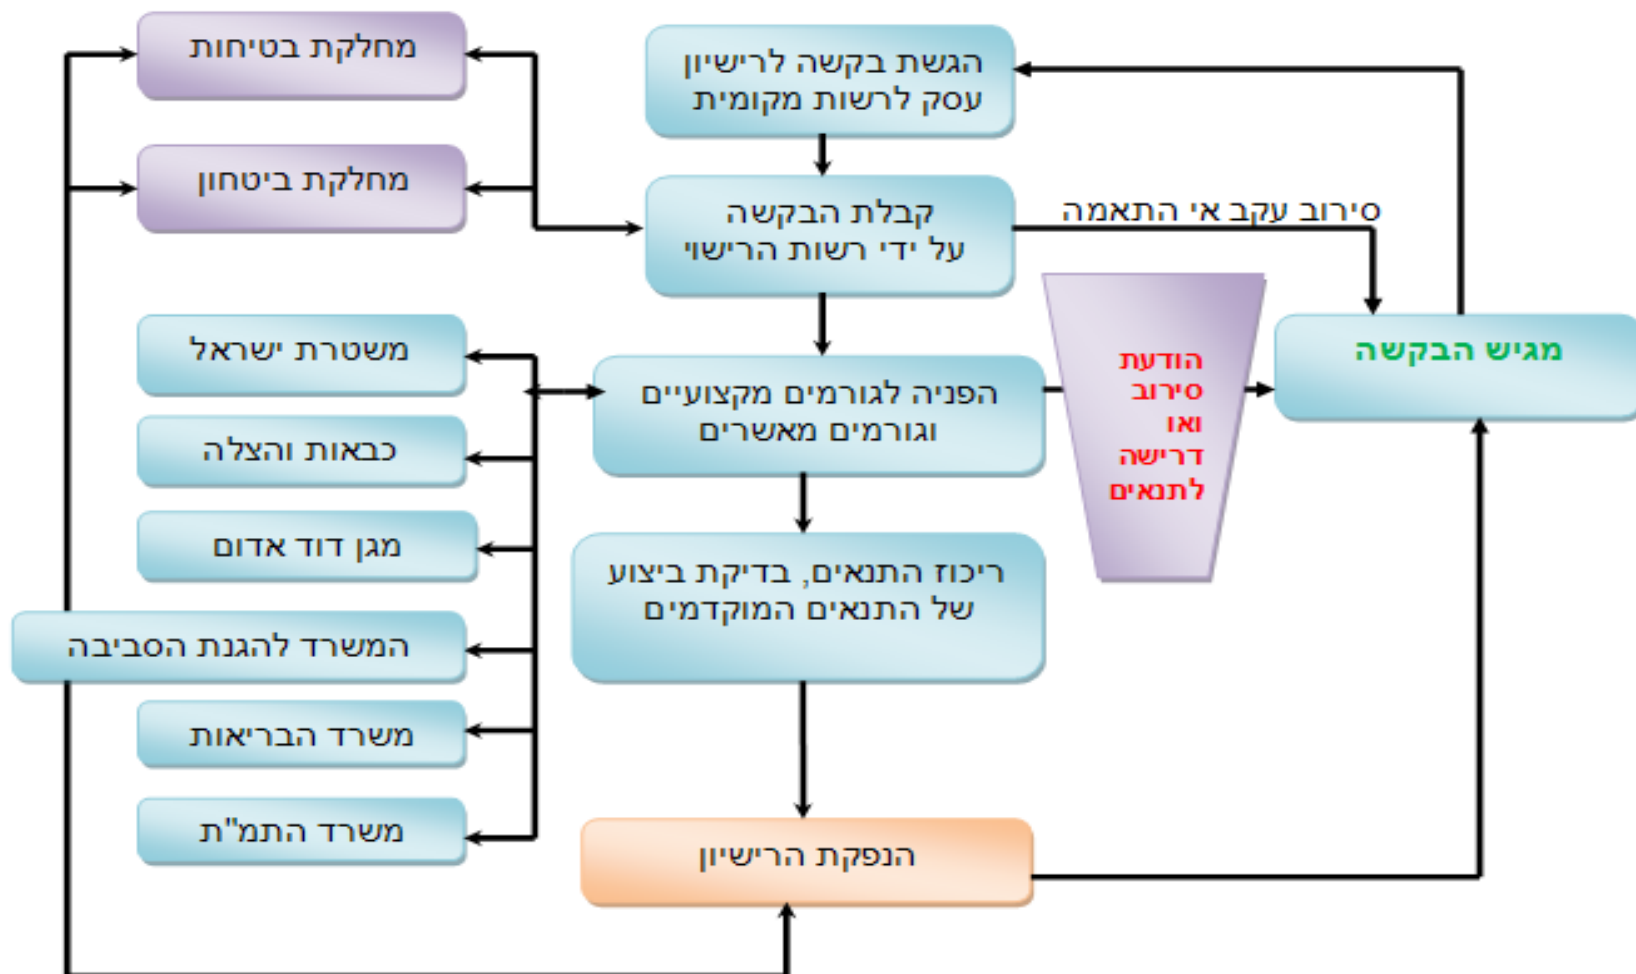 מחלקת בטיחות
הגשת בקשה לרישיון
עסק לרשות מקומית
מחלקת ביטחון
קבלת הבקשה
על ידי רשות הרישוי
סירוב עקב אי התאמה
משטרת ישראל
הפניה לגורמים מקצועיים
וגורמים מאשרים
הודעת
סירוב
ואו
דרישה
לתנאים
מגיש הבקשה
כבאות והצלה
מגן דוד אדום
ריכוז התנאים, בדיקת ביצוע
של התנאים המוקדמים
המשרד להגנת הסביבה
משרד הבריאות
משרד התמ"ת
הנפקת הרישיון